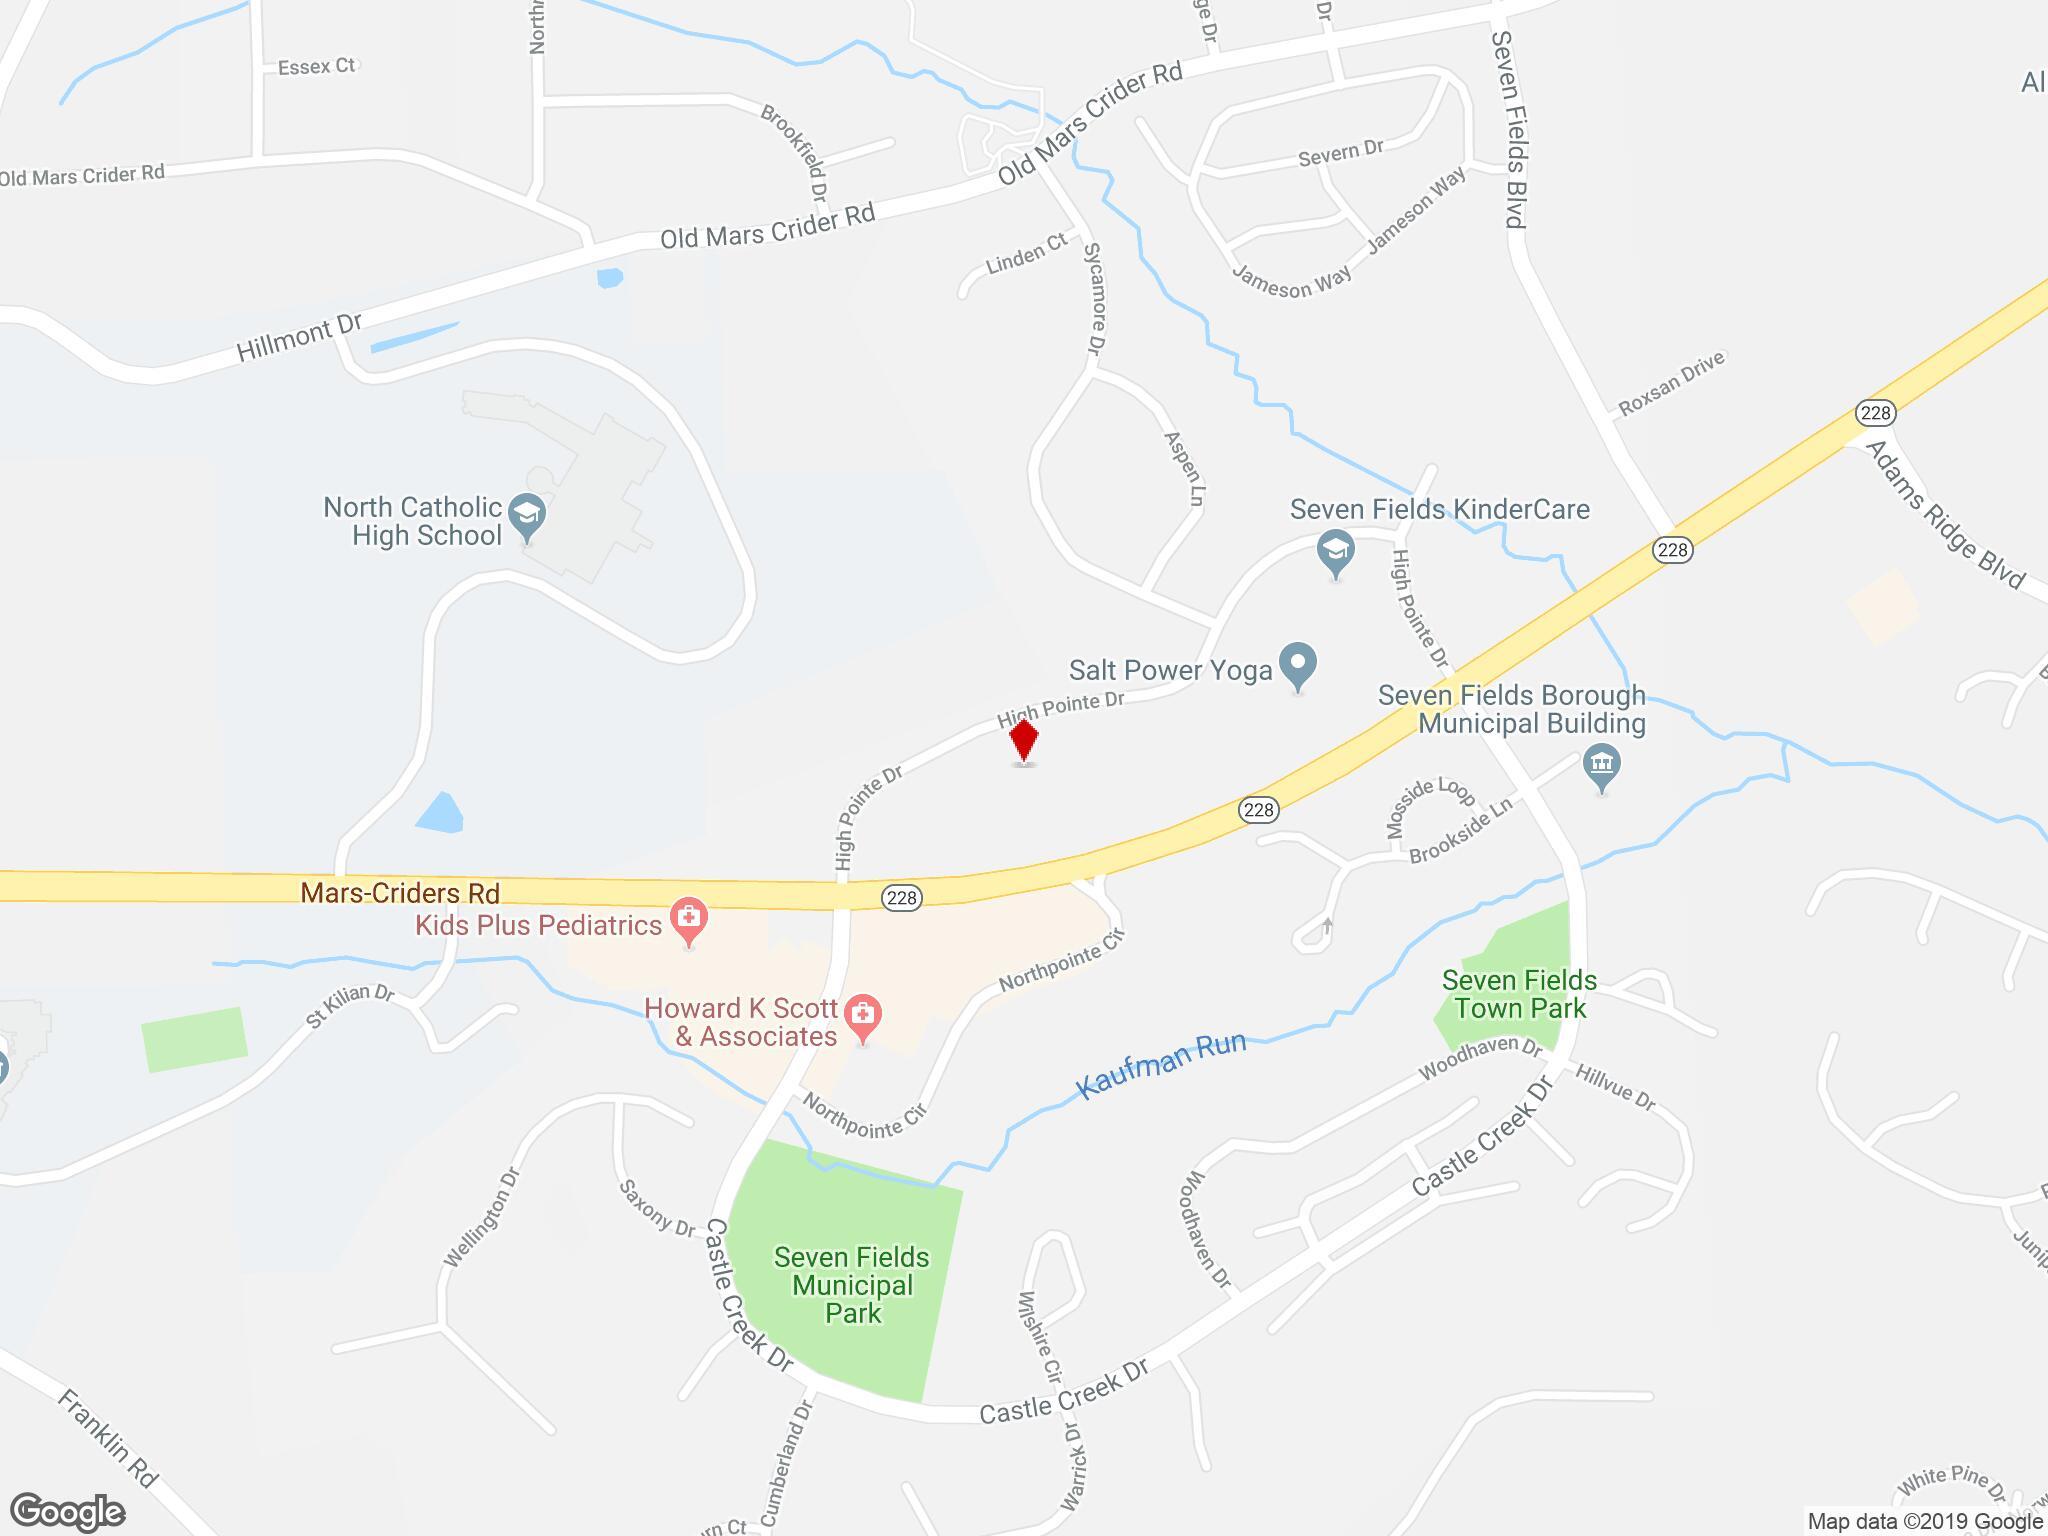 Essex Ct
Brookfield Dr
Old Mars Crider Rd
Old Mars Crider Rd
Old Mars Crider Rd
Dr
Seven Fields Blvd
Severn Dr
Jameson Way
Jameson Way
Linden Ct
Sycamore Dr
Hillmont Dr
Roxsan Drive
228
Adams Ridge Blvd
Aspen Ln
North Catholic
High School
Seven Fields KinderCare
228
High Pointe Dr
Salt Power Yoga
High Pointe Dr
Seven Fields Borough
Municipal Building
High Pointe Dr
Mosside Loop
Brookside Ln
228
Mars-Criders Rd
228
Kids Plus Pediatrics
Northpointe Cir
St Kilian Dr
Howard K Scott
& Associates
Seven Fields
Town Park
Kaufman Run
Woodhaven Dr
Hillvue Dr
Northpointe Cir
Castle Creek Dr
Woodhaven Dr
Wellington Dr
Saxony Dr
Castle Creek Dr
Seven Fields
Municipal
Park
Wilshire Cir
Castle Creek Dr
Warrick Dr
Cumberland Dr
Franklin Rd
White Pine Dr
Google
Map data ©2019 Google